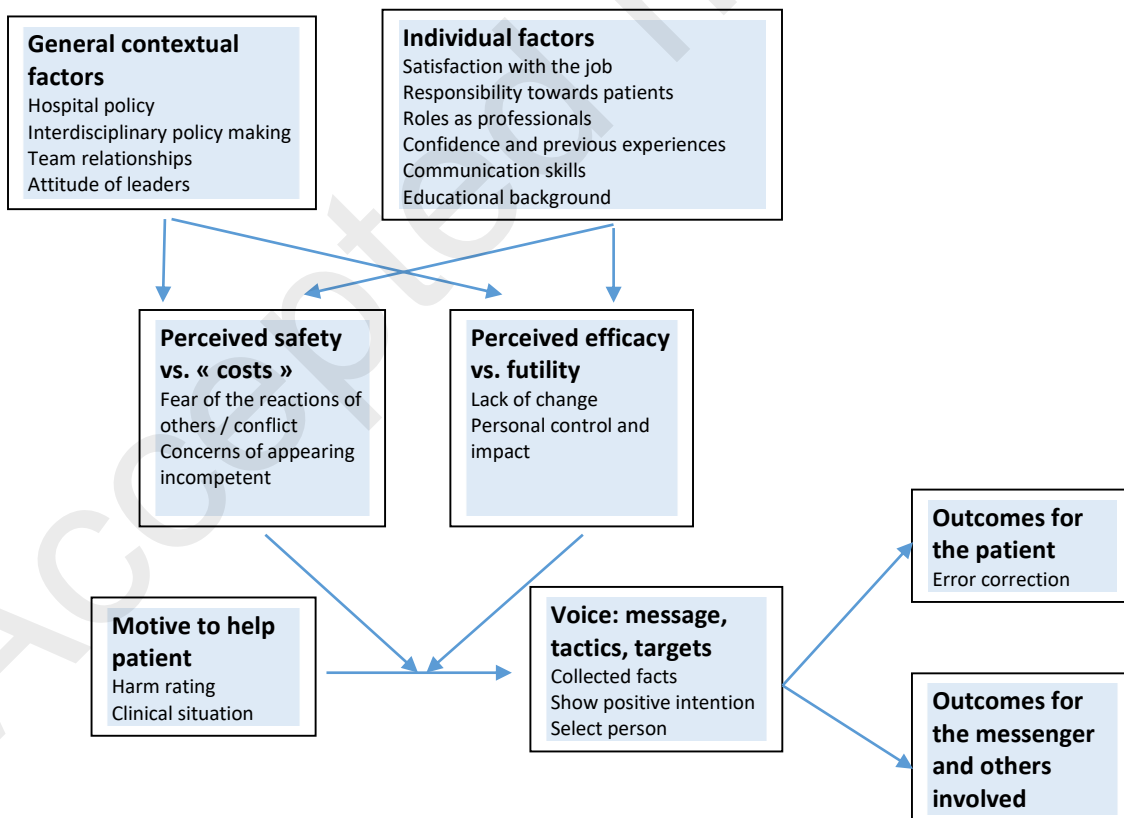 General contextual
factors
Hospital policy
Interdisciplinary policy making
Team relationships
Attitude of leaders
Individual factors
Satisfaction with the job
Responsibility towards patients
Roles as professionals
Confidence and previous experiences
Communication skills
Educational background
Perceived safety
vs. « costs »
Fear of the reactions of
others / conflict
Concerns of appearing
incompetent
Perceived efficacy
vs. futility
Lack of change
Personal control and
impact
Motive to help
patient
Harm rating
Clinical situation
Voice: message,
tactics, targets
Collected facts
Show positive intention
Select person
Outcomes for
the patient
Error correction
Outcomes for
the messenger
and others
involved
Accepted